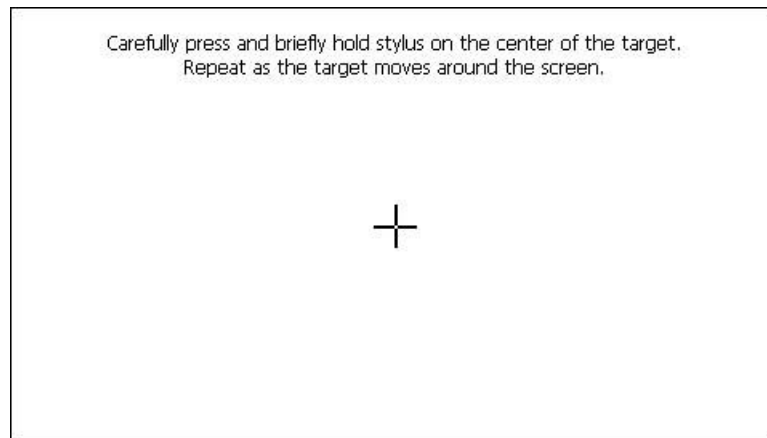 Carefully press and briefly hold stylus on the center of the target.
Repeat as the target moves around the screen.